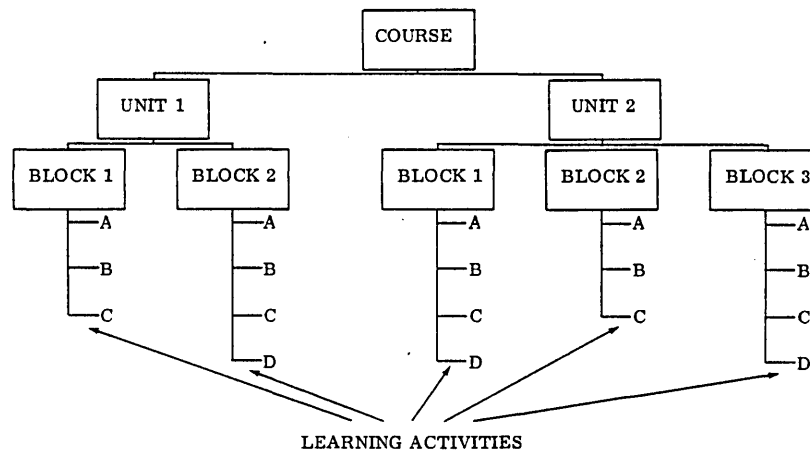 COURSE
UNIT 1 UNIT 2
BLOCK 1 BLOCK 2 BLOCK 1 BLOCK 2 BLOCK 3
A A A A A
B B B B B
C C C C C
D D D
LEARNING ACTIVITIES